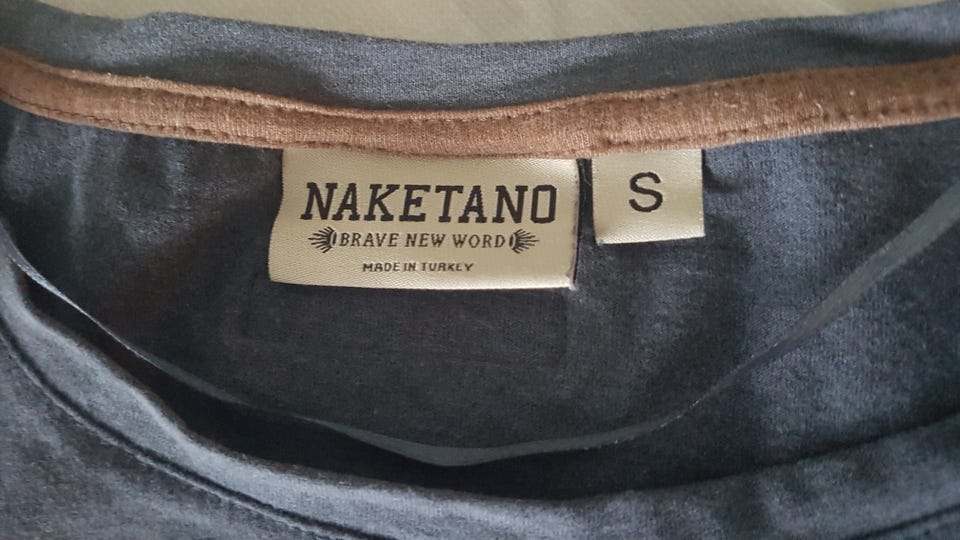 NAKETANO
BRAVE NEW WORD
MADE IN TURKEY
S